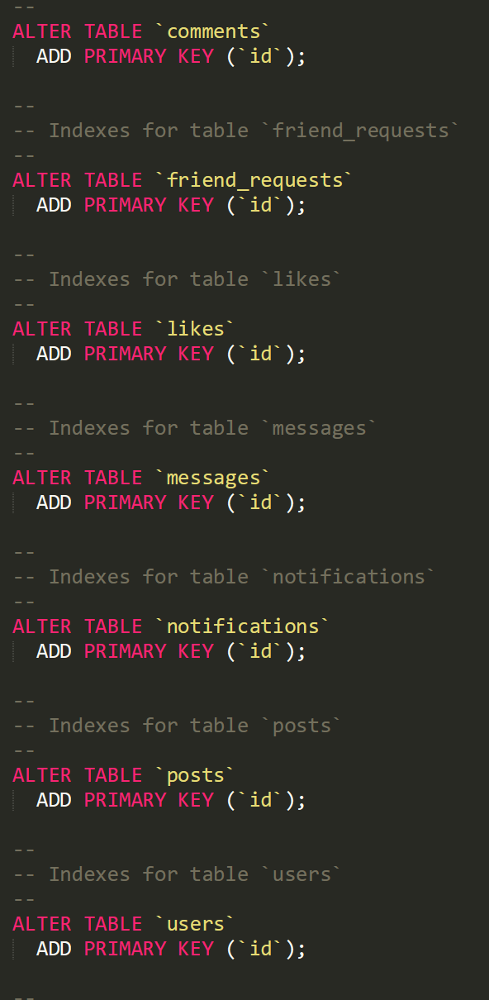 --
ALTER TABLE `comments`
  ADD PRIMARY KEY (`id`);

--
-- Indexes for table `friend_requests`
--
ALTER TABLE `friend_requests`
  ADD PRIMARY KEY (`id`);

--
-- Indexes for table `likes`
--
ALTER TABLE `likes`
  ADD PRIMARY KEY (`id`);

--
-- Indexes for table `messages`
--
ALTER TABLE `messages`
  ADD PRIMARY KEY (`id`);

--
-- Indexes for table `notifications`
--
ALTER TABLE `notifications`
  ADD PRIMARY KEY (`id`);

--
-- Indexes for table `posts`
--
ALTER TABLE `posts`
  ADD PRIMARY KEY (`id`);

--
-- Indexes for table `users`
--
ALTER TABLE `users`
  ADD PRIMARY KEY (`id`);

--